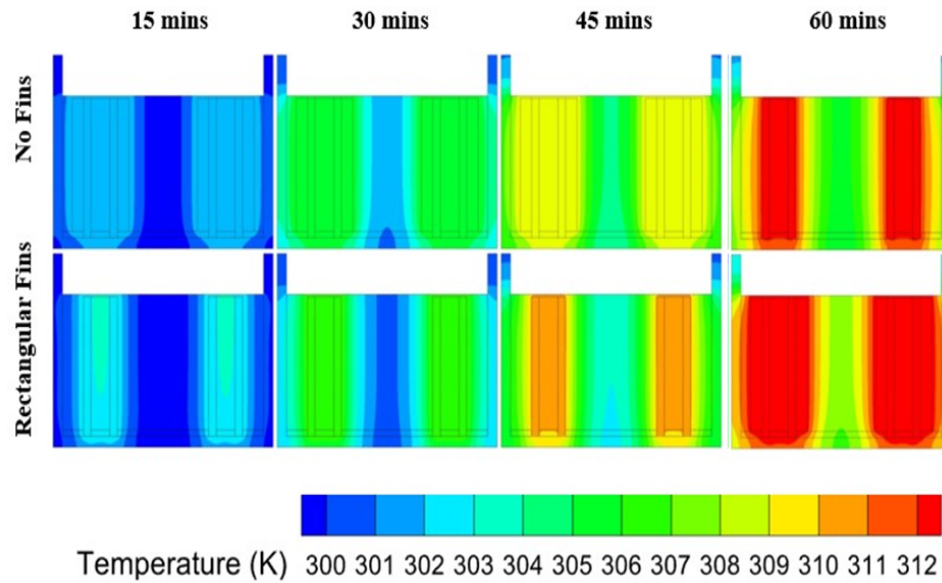 15 mins 30 mins 45 mins 60 mins
No Fins
Rectangular Fins
Temperature (K) 300 301 302 303 304 305 306 307 308 309 310 311 312